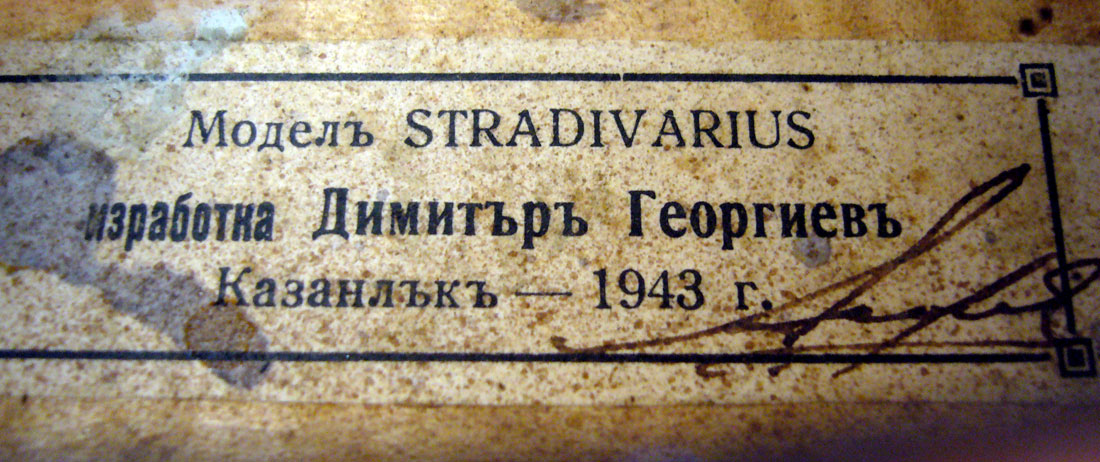 Моделъ STRADIVARIUS
изработка Димитъръ Георгиевъ
Казанлъкъ — 1943 г.